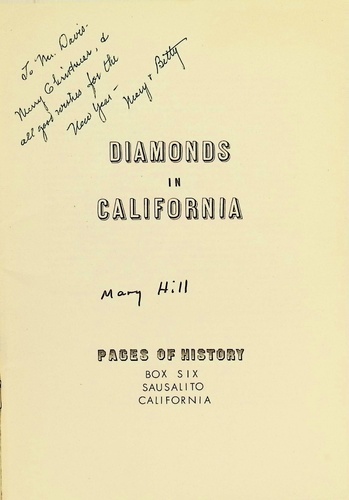 To Mr. Davis-
Merry Christmas, &
all good wishes for the
New Year-
Mary & Betty
DIAMONDS
IN
CALIFORNIA
Mary Hill
PAGES OF HISTORY
BOX SIX
SAUSALITO
CALIFORNIA